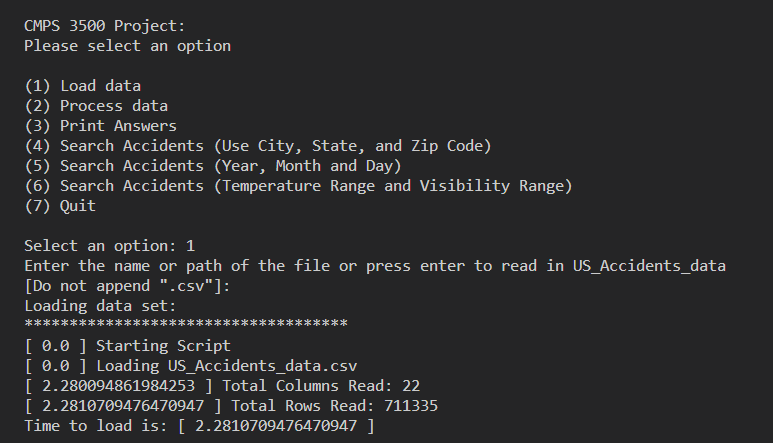 CMPS 3500 Project:
Please select an option
(1) Load data
(2) Process data
(3) Print Answers
(4) Search Accidents (Use City, State, and Zip Code)
(5) Search Accidents (Year, Month and Day)
(6) Search Accidents (Temperature Range and Visibility Range)
(7) Quit
Select an option: 1
Enter the name or path of the file or press enter to read in US_Accidents_data
[Do not append ".csv"]:
Loading data set:
************************************
[ 0.0 ] Starting Script
[ 0.0 ] Loading US_Accidents_data.csv
[ 2.280094861984253 ] Total Columns Read: 22
[ 2.2810709476470947 ] Total Rows Read: 711335
Time to load is: [ 2.2810709476470947 ]